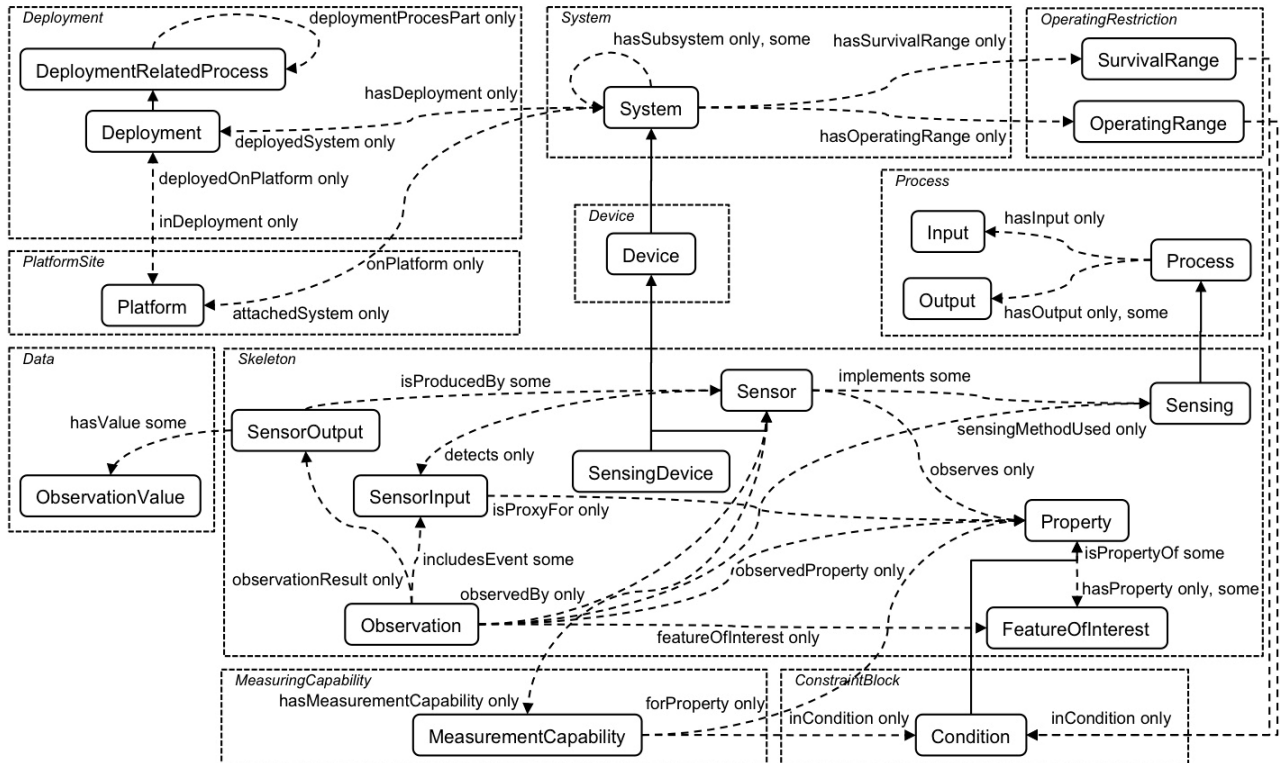 Deployment
deploymentProcesPart only
DeploymentRelatedProcess
Deployment
hasDeployment only
deployedSystem only
deployedOnPlatform only
inDeployment only
System
hasSubsystem only, some
System
hasSurvivalRange only
hasOperatingRange only
OperatingRestriction
SurvivalRange
OperatingRange
Process
hasInput only
Input
Process
Output
hasOutput only, some
Device
Device
PlatformSite
onPlatform only
Platform
attachedSystem only
Data
hasValue some
ObservationValue
Skeleton
isProducedBy some
Sensor
implements some
Sensing
SensorOutput
sensingMethodUsed only
detects only
SensingDevice
observes only
SensorInput
isProxyFor only
Property
includesEvent some
isPropertyOf some
observationResult only
observedBy only
observedProperty only
hasProperty only, some
Observation
featureOfInterest only
FeatureOfInterest
MeasuringCapability
hasMeasurementCapability only
forProperty only
MeasurementCapability
ConstraintBlock
inCondition only
Condition
inCondition only